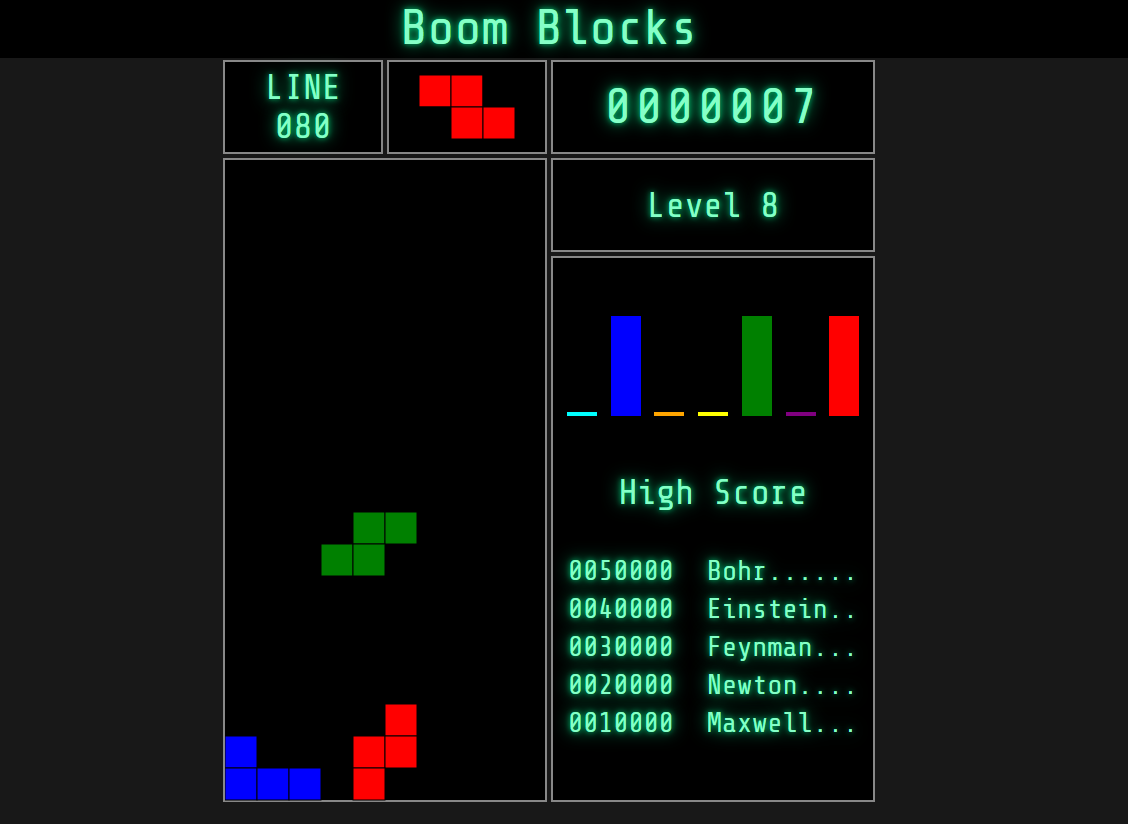 Boom Blocks
LINE
080
0000007
Level 8
High Score
0050000 Bohr......
0040000 Einstein..
0030000 Feynman...
0020000 Newton....
0010000 Maxwell...